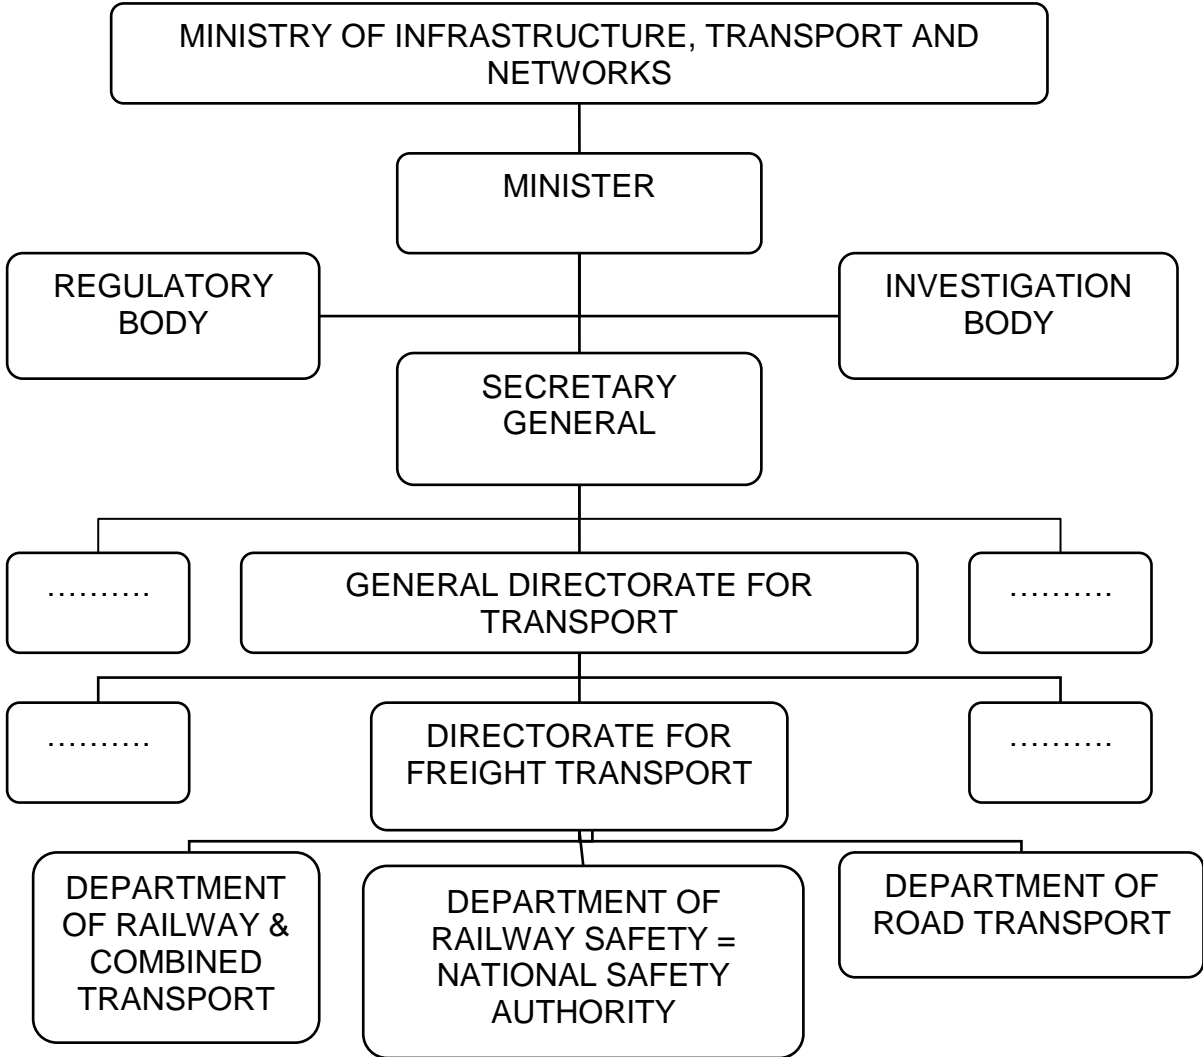 MINISTRY OF INFRASTRUCTURE, TRANSPORT AND
NETWORKS
MINISTER
REGULATORY
BODY
INVESTIGATION
BODY
SECRETARY
GENERAL
……….
GENERAL DIRECTORATE FOR
TRANSPORT
……….
……….
DIRECTORATE FOR
FREIGHT TRANSPORT
……….
DEPARTMENT
OF RAILWAY &
COMBINED
TRANSPORT
DEPARTMENT OF
RAILWAY SAFETY =
NATIONAL SAFETY
AUTHORITY
DEPARTMENT OF
ROAD TRANSPORT